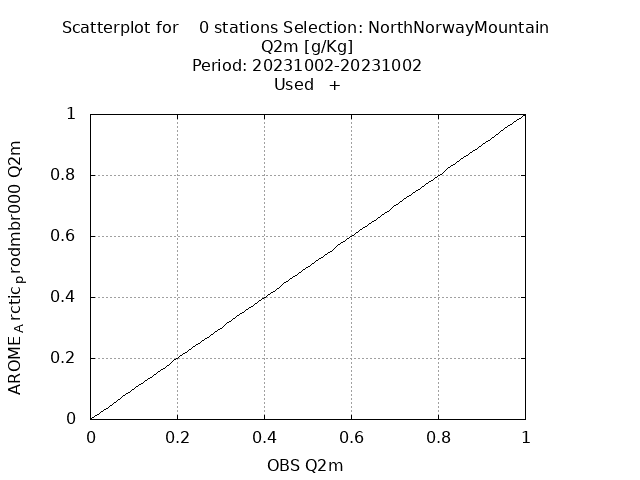 Scatterplot for    0 stations Selection: NorthNorwayMountain
Q2m [g/Kg]
Period: 20231002-20231002
Used   +
AROME_Arctic_prodmbr000 Q2m
1
0.8
0.6
0.4
0.2
0
0 0.2 0.4 0.6 0.8 1
OBS Q2m